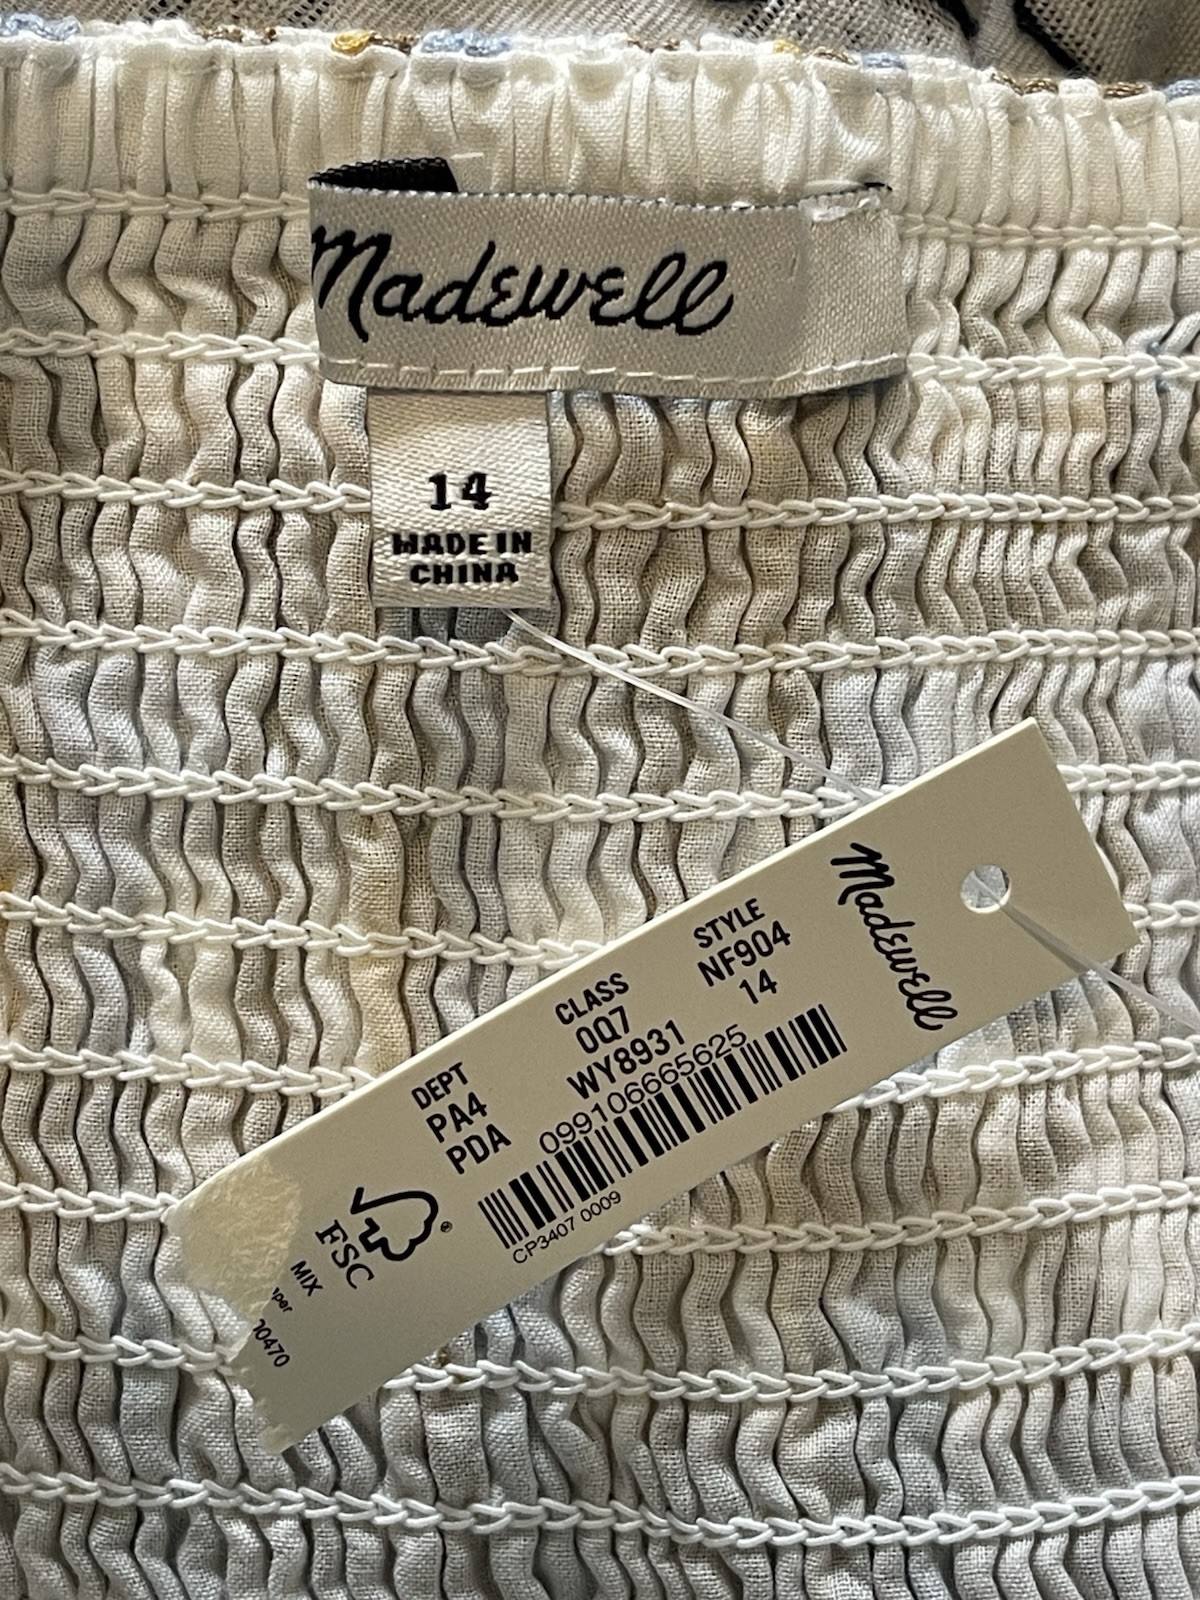 Madewell
14
MADE IN
CHINA
Madewell
STYLE
NF904
14
CLASS
0Q7
WY8931
DEPT
PA4
PDA
099106665625
CP3407 0009
FSC
MIX